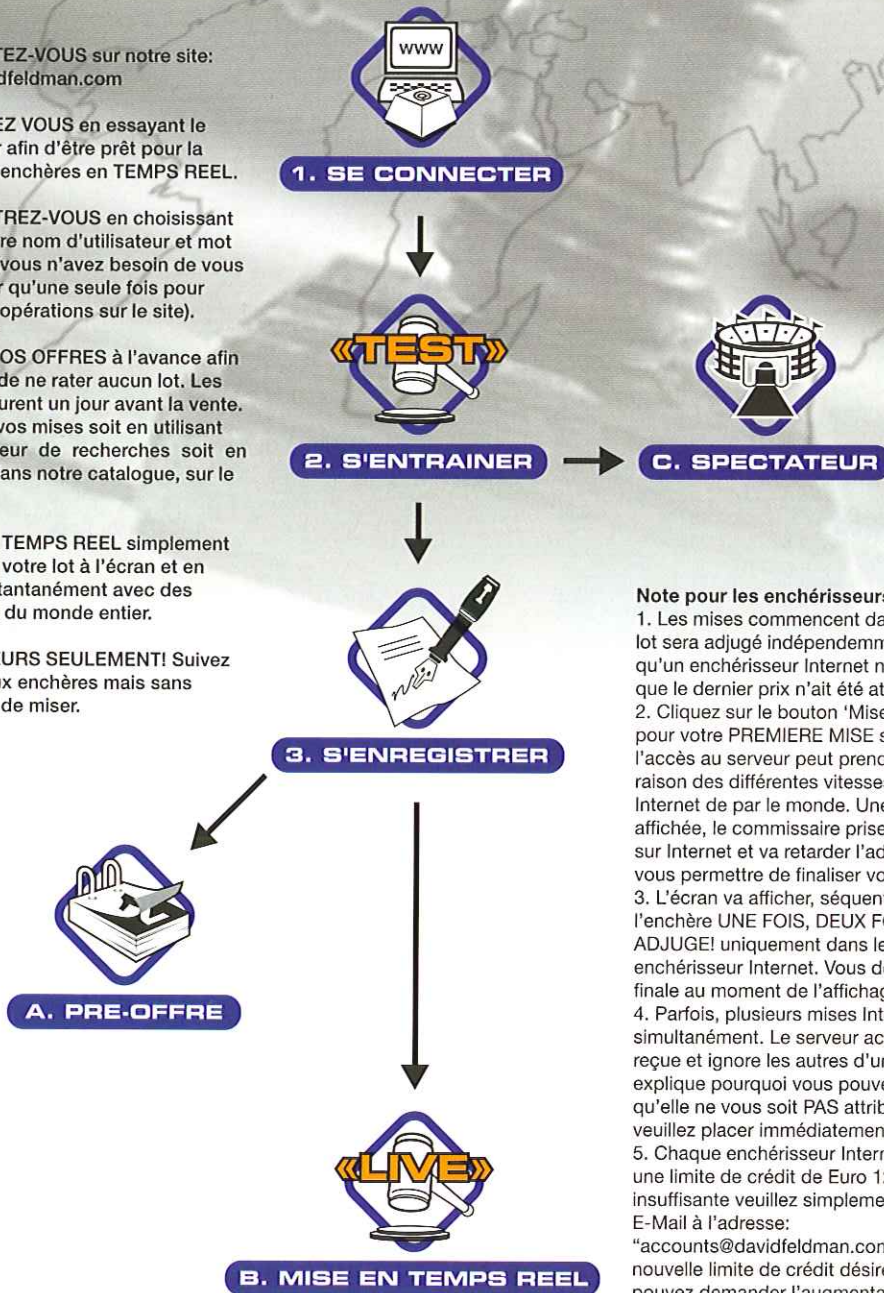 TEZ-VOUS sur notre site:
dfeldman.com
EZ VOUS en essayant le
r afin d'être prêt pour la
enchères en TEMPS REEL.
TREZ-VOUS en choisissant
re nom d'utilisateur et mot
vous n'avez besoin de vous
r qu'une seule fois pour
opérations sur le site).
OS OFFRES à l'avance afin
de ne rater aucun lot. Les
urent un jour avant la vente.
vos mises soit en utilisant
eur de recherches soit en
ans notre catalogue, sur le
TEMPS REEL simplement
votre lot à l'écran et en
tantanément avec des
du monde entier.
EURS SEULEMENT! Suivez
ux enchères mais sans
de miser.
www
@
1. SE CONNECTER
«TEST»
2. S'ENTRAINER
C. SPECTATEUR
3. S'ENREGISTRER
A. PRE-OFFRE
«LIVE»
B. MISE EN TEMPS REEL
Note pour les enchérisseurs
1. Les mises commencent da
lot sera adjugé indépendemm
qu'un enchérisseur Internet n
que le dernier prix n'ait été at
2. Cliquez sur le bouton 'Mise
pour votre PREMIERE MISE s
l'accès au serveur peut prend
raison des différentes vitesses
Internet de par le monde. Une
affichée, le commissaire prise
sur Internet et va retarder l'ad
vous permettre de finaliser vo
3. L'écran va afficher, séquent
l'enchère UNE FOIS, DEUX FO
ADJUGE! uniquement dans le
enchérisseur Internet. Vous de
finale au moment de l'affichag
4. Parfois, plusieurs mises Int
simultanément. Le serveur ac
reçue et ignore les autres d'ur
explique pourquoi vous pouve
qu'elle ne vous soit PAS attrib
veuillez placer immédiatement
5. Chaque enchérisseur Intern
une limite de crédit de Euro 1
insuffisante veuillez simpleme
E-Mail à l'adresse:
"accounts@davidfeldman.com
nouvelle limite de crédit désire
pouvez demander l'augmenta